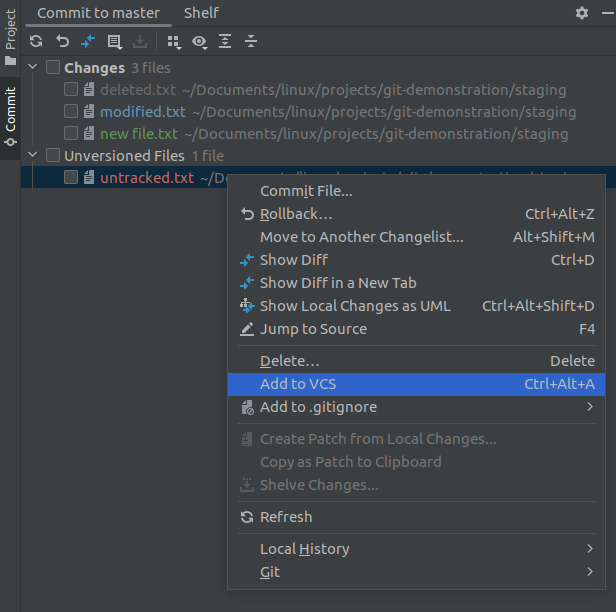 Commit to master Shelf
Project
Commit
Changes 3 files
deleted.txt ~/Documents/linux/projects/git-demonstration/staging
modified.txt ~/Documents/linux/projects/git-demonstration/staging
new file.txt ~/Documents/linux/projects/git-demonstration/staging
Unversioned Files 1 file
untracked.txt
Commit File...
Rollback... Ctrl+Alt+Z
Move to Another Changelist... Alt+Shift+M
Show Diff Ctrl+D
Show Diff in a New Tab
Show Local Changes as UML Ctrl+Alt+Shift+D
Jump to Source F4
Delete... Delete
Add to VCS Ctrl+Alt+A
Add to .gitignore
Create Patch from Local Changes...
Copy as Patch to Clipboard
Shelve Changes...
Refresh
Local History
Git